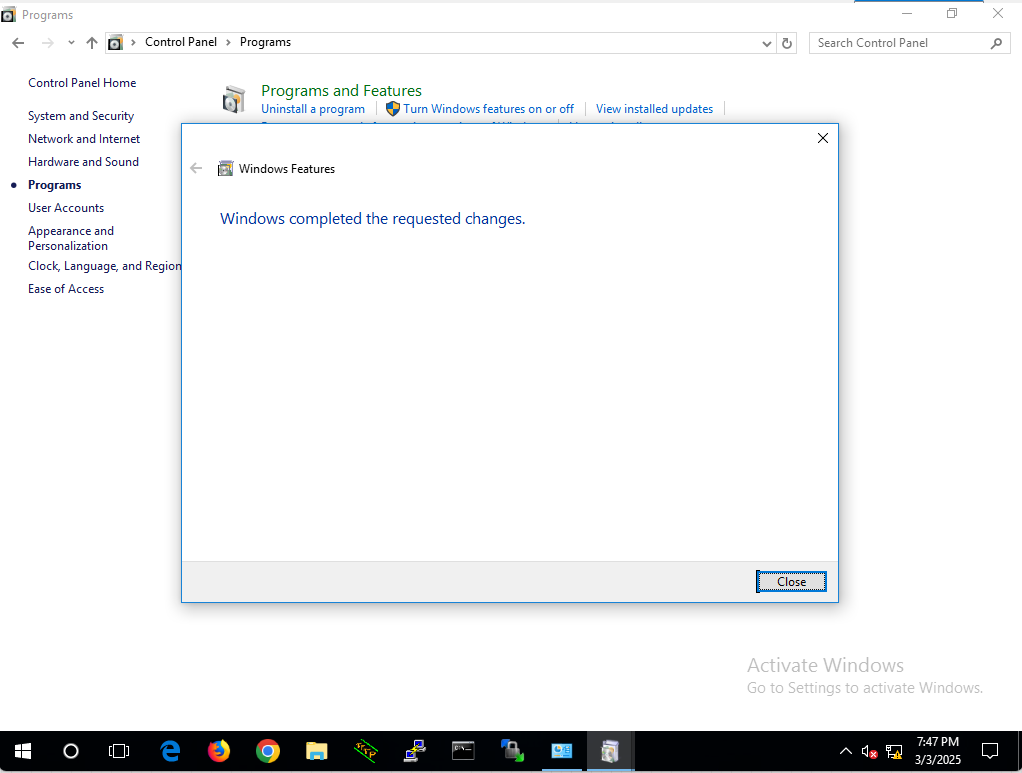 Programs
Control Panel
Programs
Search Control Panel
Control Panel Home
Programs and Features
Uninstall a program
Turn Windows features on or off
View installed updates
System and Security
Network and Internet
Hardware and Sound
Programs
User Accounts
Appearance and
Personalization
Clock, Language, and Region
Ease of Access
Windows Features
Windows completed the requested changes.
Close
Activate Windows
Go to Settings to activate Windows.
7:47 PM
3/3/2025